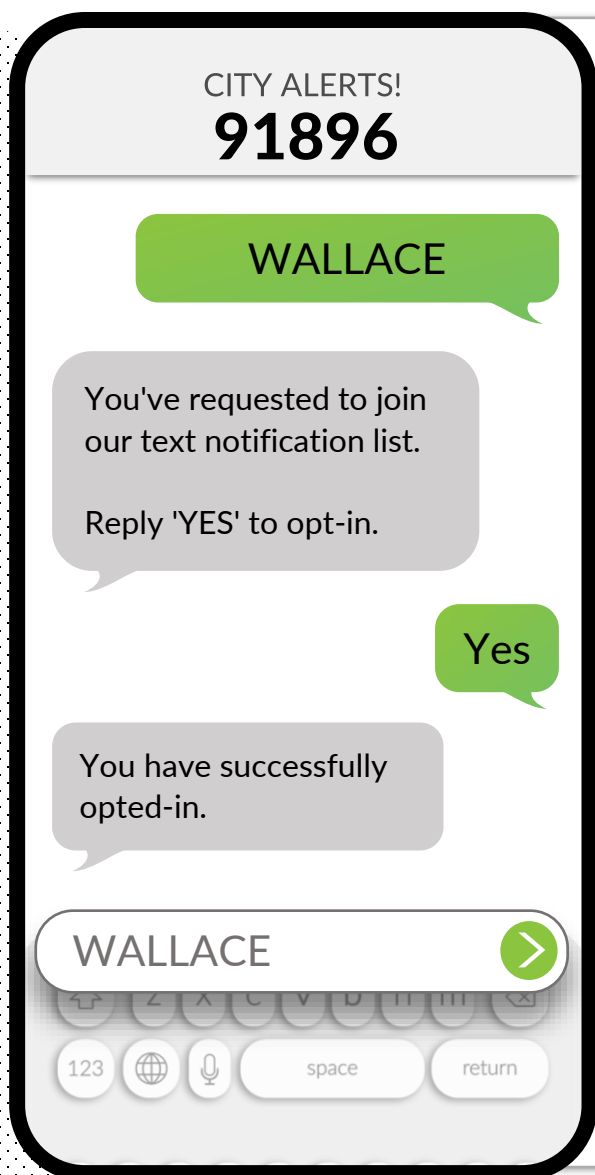 CITY ALERTS!
91896
WALLACE
You've requested to join
our text notification list.
Reply 'YES' to opt-in.
Yes
You have successfully
opted-in.
WALLACE
Z X C V b n m
123 space return